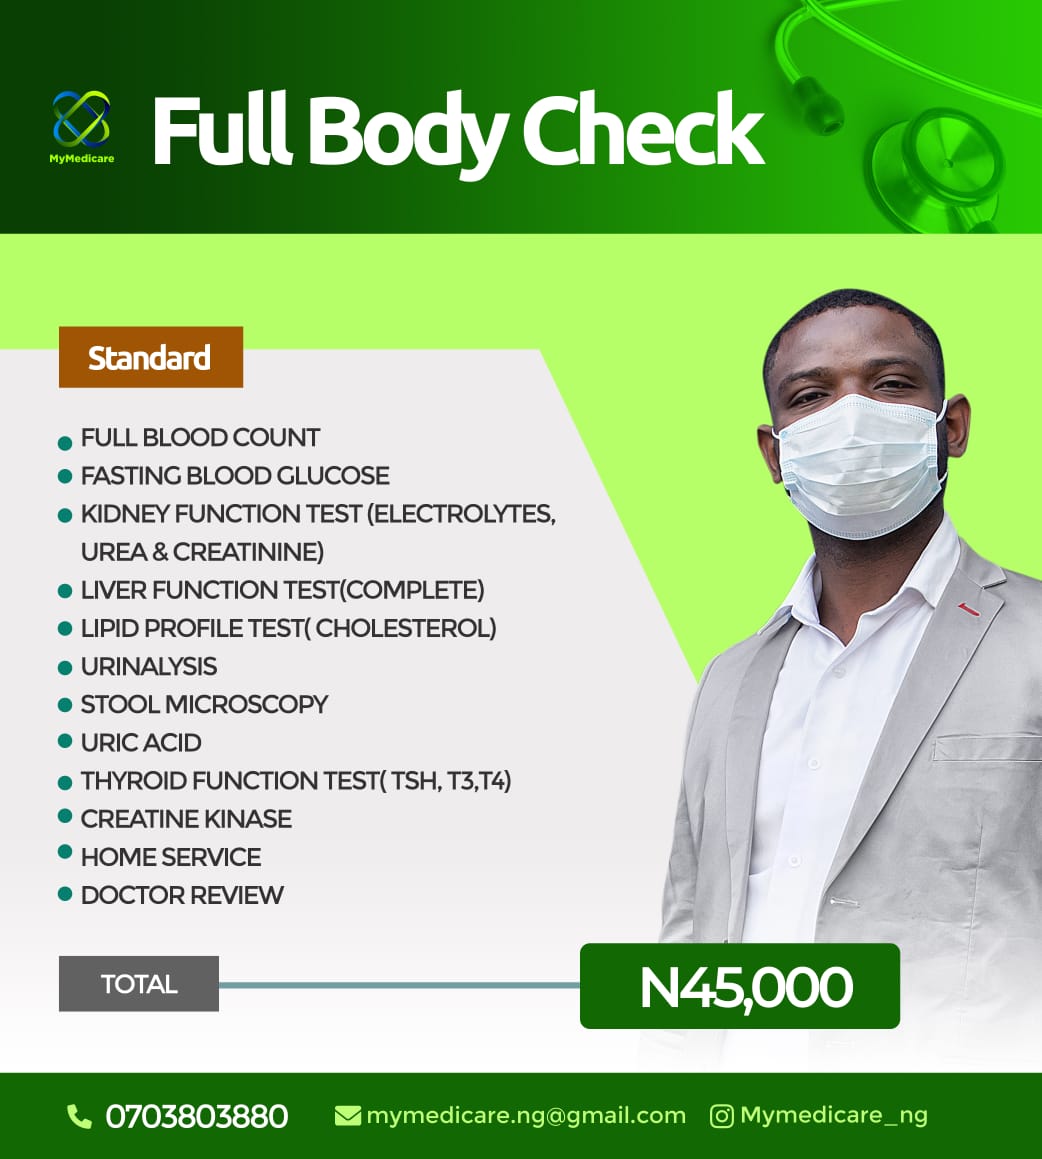 MyMedicare
Full Body Check
Standard
FULL BLOOD COUNT
FASTING BLOOD GLUCOSE
KIDNEY FUNCTION TEST (ELECTROLYTES,
UREA & CREATININE)
LIVER FUNCTION TEST(COMPLETE)
LIPID PROFILE TEST( CHOLESTEROL)
URINALYSIS
STOOL MICROSCOPY
URIC ACID
THYROID FUNCTION TEST( TSH, T3,T4)
CREATINE KINASE
HOME SERVICE
DOCTOR REVIEW
TOTAL
N45,000
0703803880
mymedicare.ng@gmail.com
Mymedicare_ng